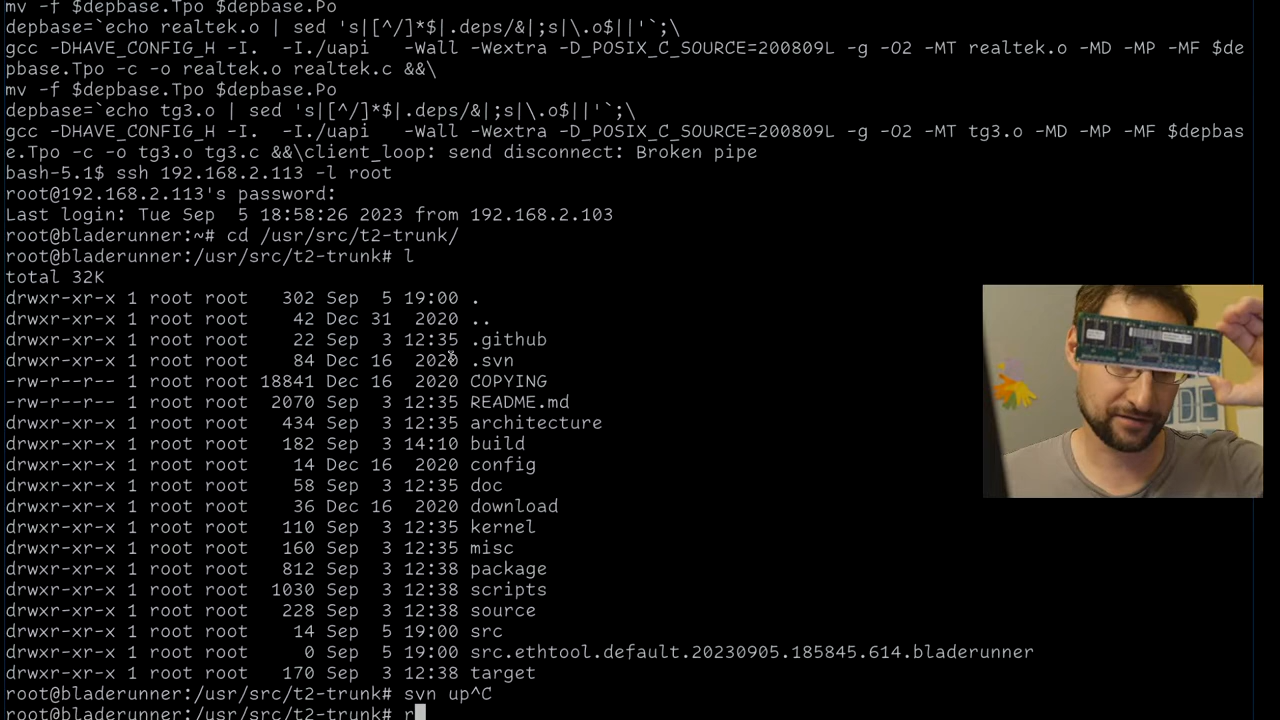 mv -f $depbase.Tpo $depbase.Po
depbase=`echo realtek.o | sed 's|[^/]*$|.deps/&|;s|\.o$||'`;\
gcc -DHAVE_CONFIG_H -I.  -I./uapi   -Wall -Wextra -D_POSIX_C_SOURCE=200809L -g -O2 -MT realtek.o -MD -MP -MF $de
pbase.Tpo -c -o realtek.o realtek.c &&\
mv -f $depbase.Tpo $depbase.Po
depbase=`echo tg3.o | sed 's|[^/]*$|.deps/&|;s|\.o$||'`;\
gcc -DHAVE_CONFIG_H -I.  -I./uapi   -Wall -Wextra -D_POSIX_C_SOURCE=200809L -g -O2 -MT tg3.o -MD -MP -MF $depbas
e.Tpo -c -o tg3.o tg3.c &&\client_loop: send disconnect: Broken pipe
bash-5.1$ ssh 192.168.2.113 -l root
root@192.168.2.113's password:
Last login: Tue Sep  5 18:58:26 2023 from 192.168.2.103
root@bladerunner:~# cd /usr/src/t2-trunk/
root@bladerunner:/usr/src/t2-trunk# l
total 32K
drwxr-xr-x 1 root root   302 Sep  5 19:00 .
drwxr-xr-x 1 root root    42 Dec 31  2020 ..
drwxr-xr-x 1 root root    22 Sep  3 12:35 .github
drwxr-xr-x 1 root root    84 Dec 16  2020 .svn
-rw-r--r-- 1 root root 18841 Dec 16  2020 COPYING
-rw-r--r-- 1 root root  2070 Sep  3 12:35 README.md
drwxr-xr-x 1 root root   434 Sep  3 12:35 architecture
drwxr-xr-x 1 root root   182 Sep  3 14:10 build
drwxr-xr-x 1 root root    14 Dec 16  2020 config
drwxr-xr-x 1 root root    58 Sep  3 12:35 doc
drwxr-xr-x 1 root root    36 Dec 16  2020 download
drwxr-xr-x 1 root root   110 Sep  3 12:35 kernel
drwxr-xr-x 1 root root   160 Sep  3 12:35 misc
drwxr-xr-x 1 root root   812 Sep  3 12:38 package
drwxr-xr-x 1 root root  1030 Sep  3 12:38 scripts
drwxr-xr-x 1 root root   228 Sep  3 12:38 source
drwxr-xr-x 1 root root    14 Sep  5 19:00 src
drwxr-xr-x 1 root root     0 Sep  5 19:00 src.ethtool.default.20230905.185845.614.bladerunner
drwxr-xr-x 1 root root   170 Sep  3 12:38 target
root@bladerunner:/usr/src/t2-trunk# svn up^C
root@bladerunner:/usr/src/t2-trunk# r